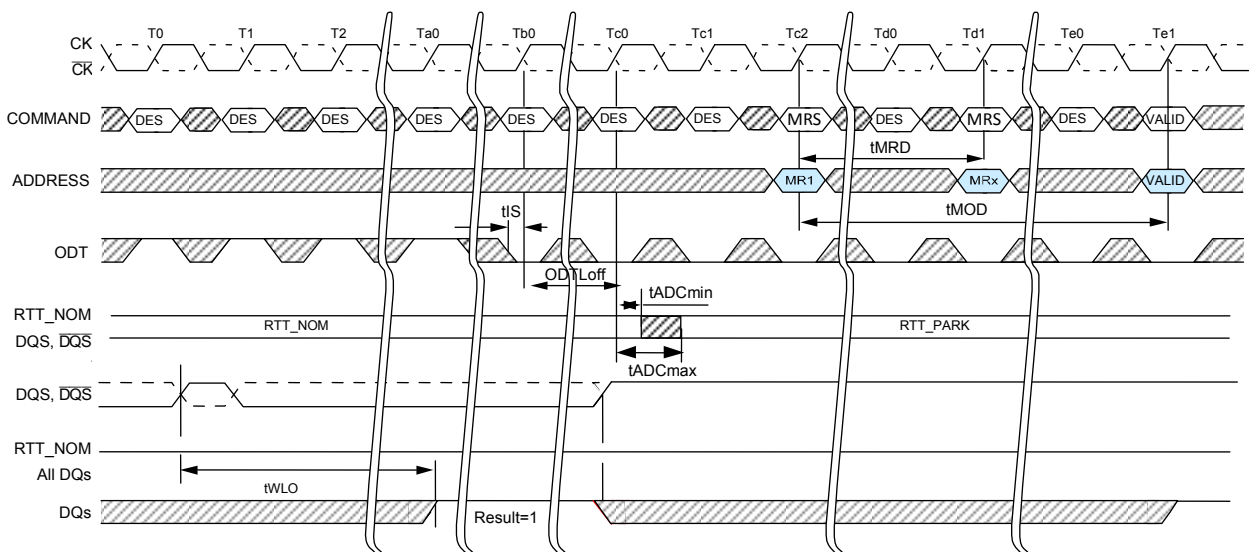 T0 T1 T2 Ta0 Tb0 Tc0 Tc1 Tc2 Td0 Td1 Te0 Te1
CK
CK
COMMAND DES DES DES DES DES DES DES MRS DES MRS DES VALID
tMRD
ADDRESS MR1 MRx VALID
tIS tMOD
ODT
ODTLoff
tADCmin
RTT_NOM
RTT_NOM RTT_PARK
DQS, DQS
tADCmax
DQS, DQS
RTT_NOM
All DQs
tWLO
DQs Result=1